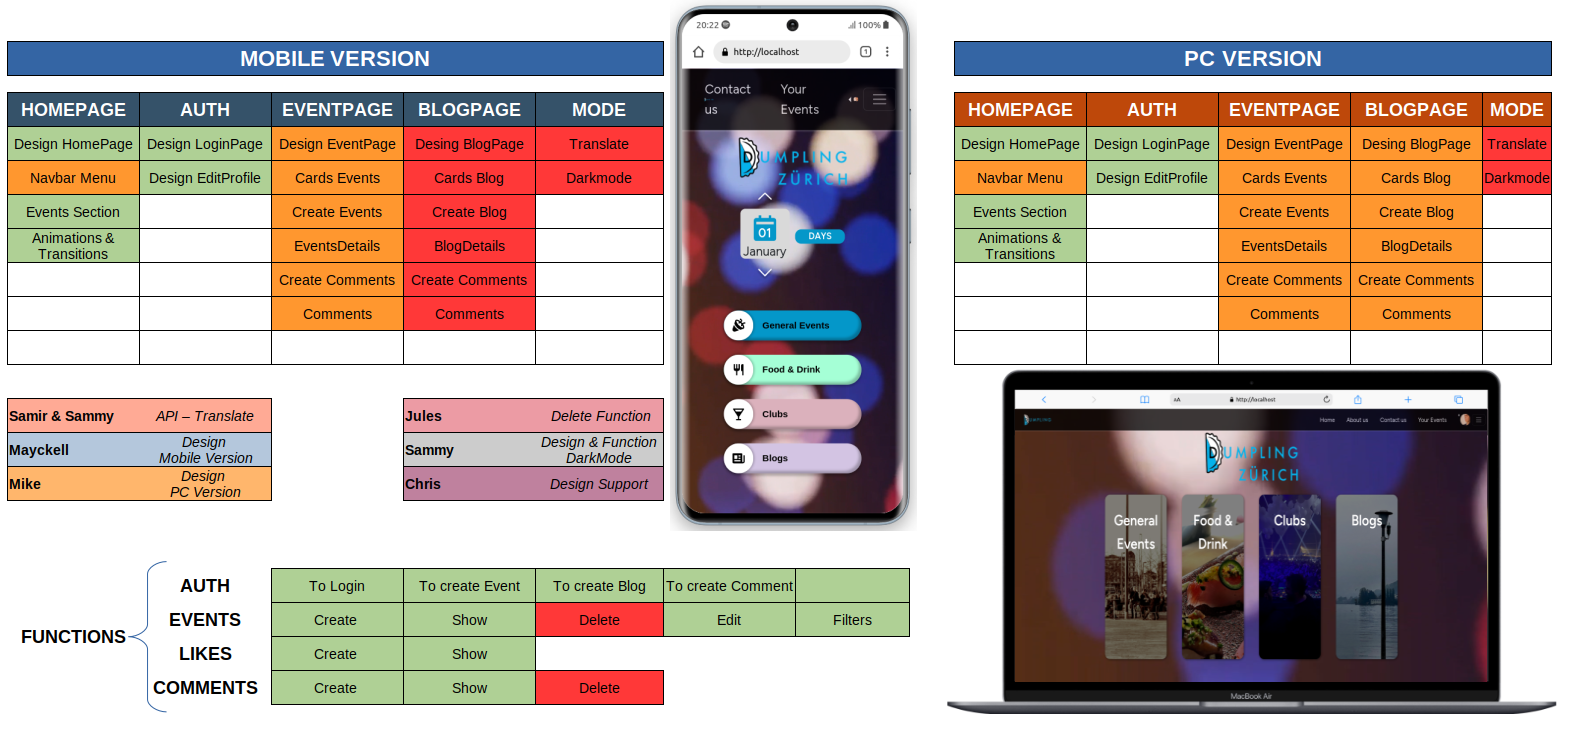 MOBILE VERSION
HOMEPAGE AUTH EVENTPAGE BLOGPAGE MODE
Design HomePage Design LoginPage Design EventPage Desing BlogPage Translate
Navbar Menu Design EditProfile Cards Events Cards Blog Darkmode
Events Section Create Events Create Blog
Animations &
Transitions EventsDetails BlogDetails
Create Comments Create Comments
Comments Comments
Samir & Sammy API – Translate
Mayckell Design
Mobile Version
Mike Design
PC Version
Jules Delete Function
Sammy Design & Function
DarkMode
Chris Design Support
20:22 100%
http://localhost 1
Contact
us
Your
Events
DUMPLING
ZÜRICH
01
January
DAYS
General Events
Food & Drink
Clubs
Blogs
PC VERSION
HOMEPAGE AUTH EVENTPAGE BLOGPAGE MODE
Design HomePage Design LoginPage Design EventPage Desing BlogPage Translate
Navbar Menu Design EditProfile Cards Events Cards Blog Darkmode
Events Section Create Events Create Blog
Animations &
Transitions EventsDetails BlogDetails
Create Comments Create Comments
Comments Comments
AA http://localhost
Home About us Contact us Your Events
DUMPLING
ZÜRICH
General
Events
Food &
Drink
Clubs
Blogs
MacBook Air
FUNCTIONS
AUTH To Login To create Event To create Blog To create Comment
EVENTS Create Show Delete Edit Filters
LIKES Create Show
COMMENTS Create Show Delete